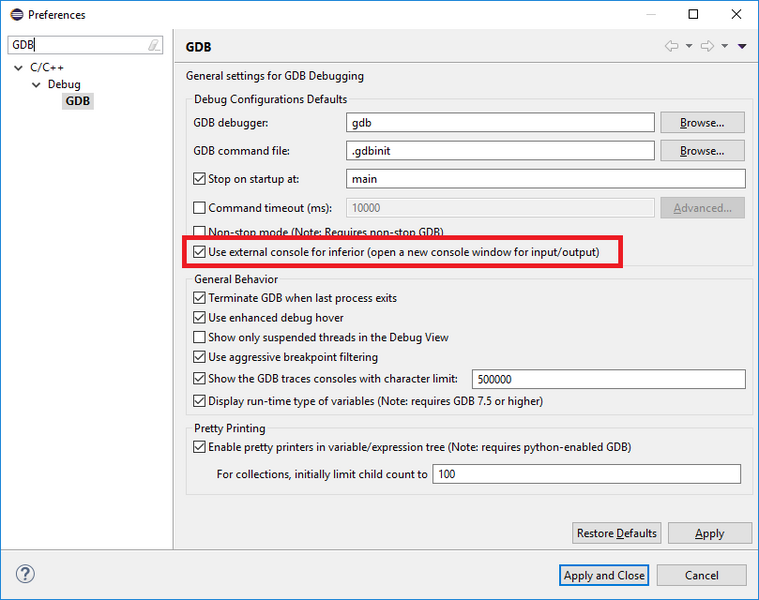 Preferences
GDB
C/C++
Debug
GDB
GDB
General settings for GDB Debugging
Debug Configurations Defaults
GDB debugger: gdb Browse...
GDB command file: .gdbinit Browse...
Stop on startup at: main
Command timeout (ms): 10000 Advanced...
Non-stop mode (Note: Requires non-stop GDB)
Use external console for inferior (open a new console window for input/output)
General Behavior
Terminate GDB when last process exits
Use enhanced debug hover
Show only suspended threads in the Debug View
Use aggressive breakpoint filtering
Show the GDB traces consoles with character limit: 500000
Display run-time type of variables (Note: requires GDB 7.5 or higher)
Pretty Printing
Enable pretty printers in variable/expression tree (Note: requires python-enabled GDB)
For collections, initially limit child count to 100
Restore Defaults Apply
? Apply and Close Cancel